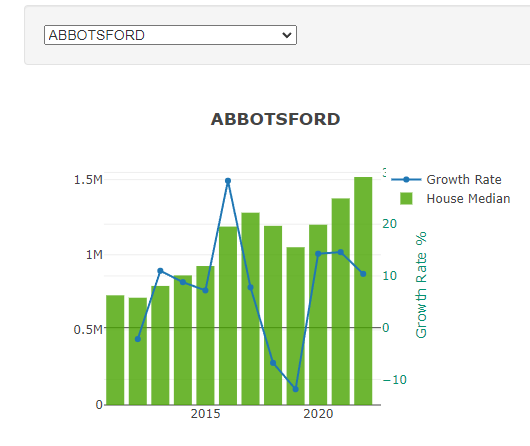 ABBOTSFORD
ABBOTSFORD
1.5M
1M
0.5M
0
2015
2020
20
10
0
−10
Growth Rate %
Growth Rate
House Median